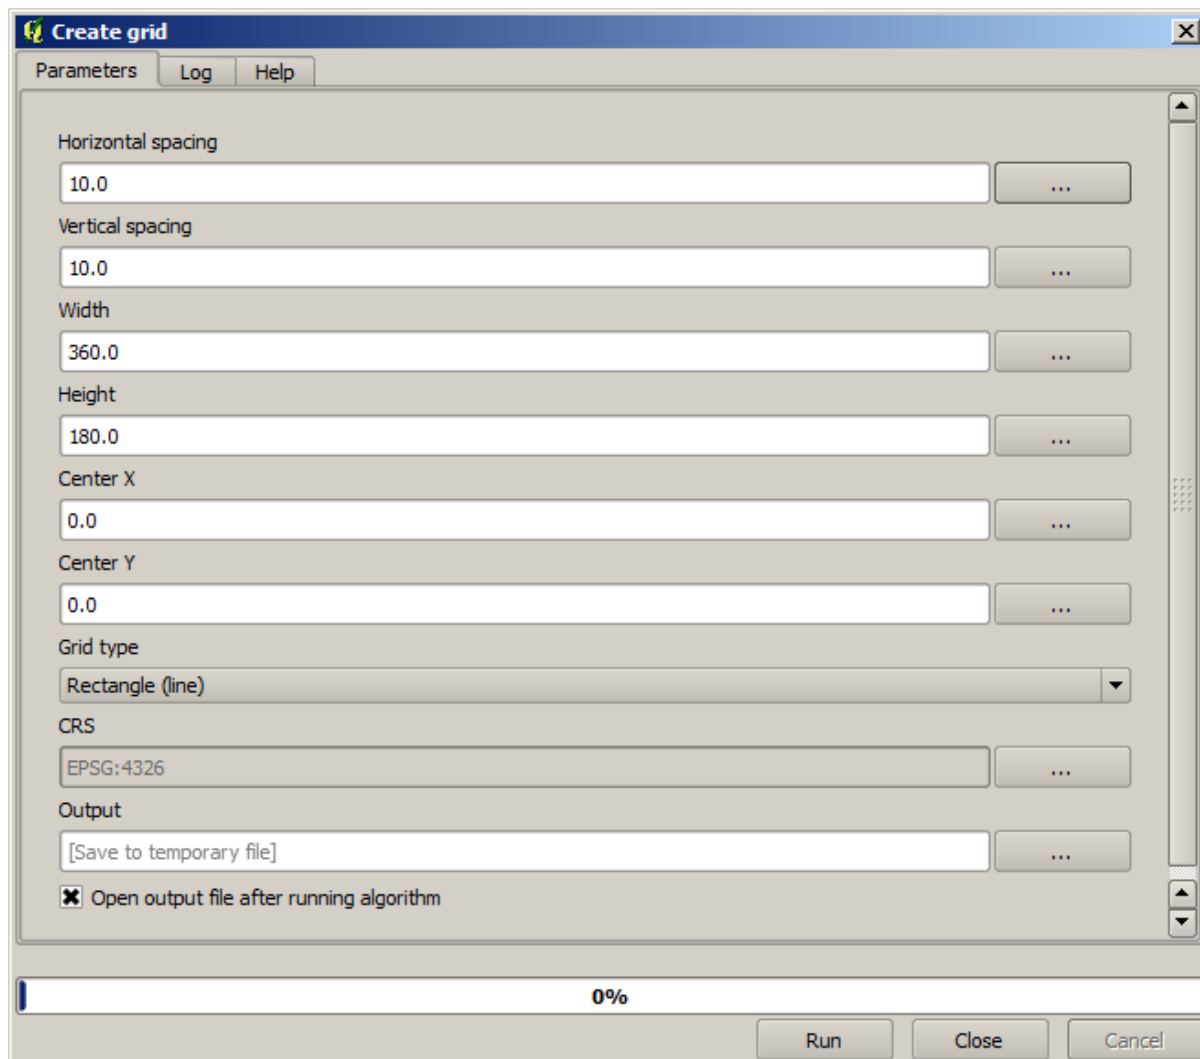 Create grid
Parameters Log Help
Horizontal spacing
10.0 ...
Vertical spacing
10.0 ...
Width
360.0 ...
Height
180.0 ...
Center X
0.0 ...
Center Y
0.0 ...
Grid type
Rectangle (line)
CRS
EPSG:4326 ...
Output
[Save to temporary file] ...
Open output file after running algorithm
0%
Run Close Cancel